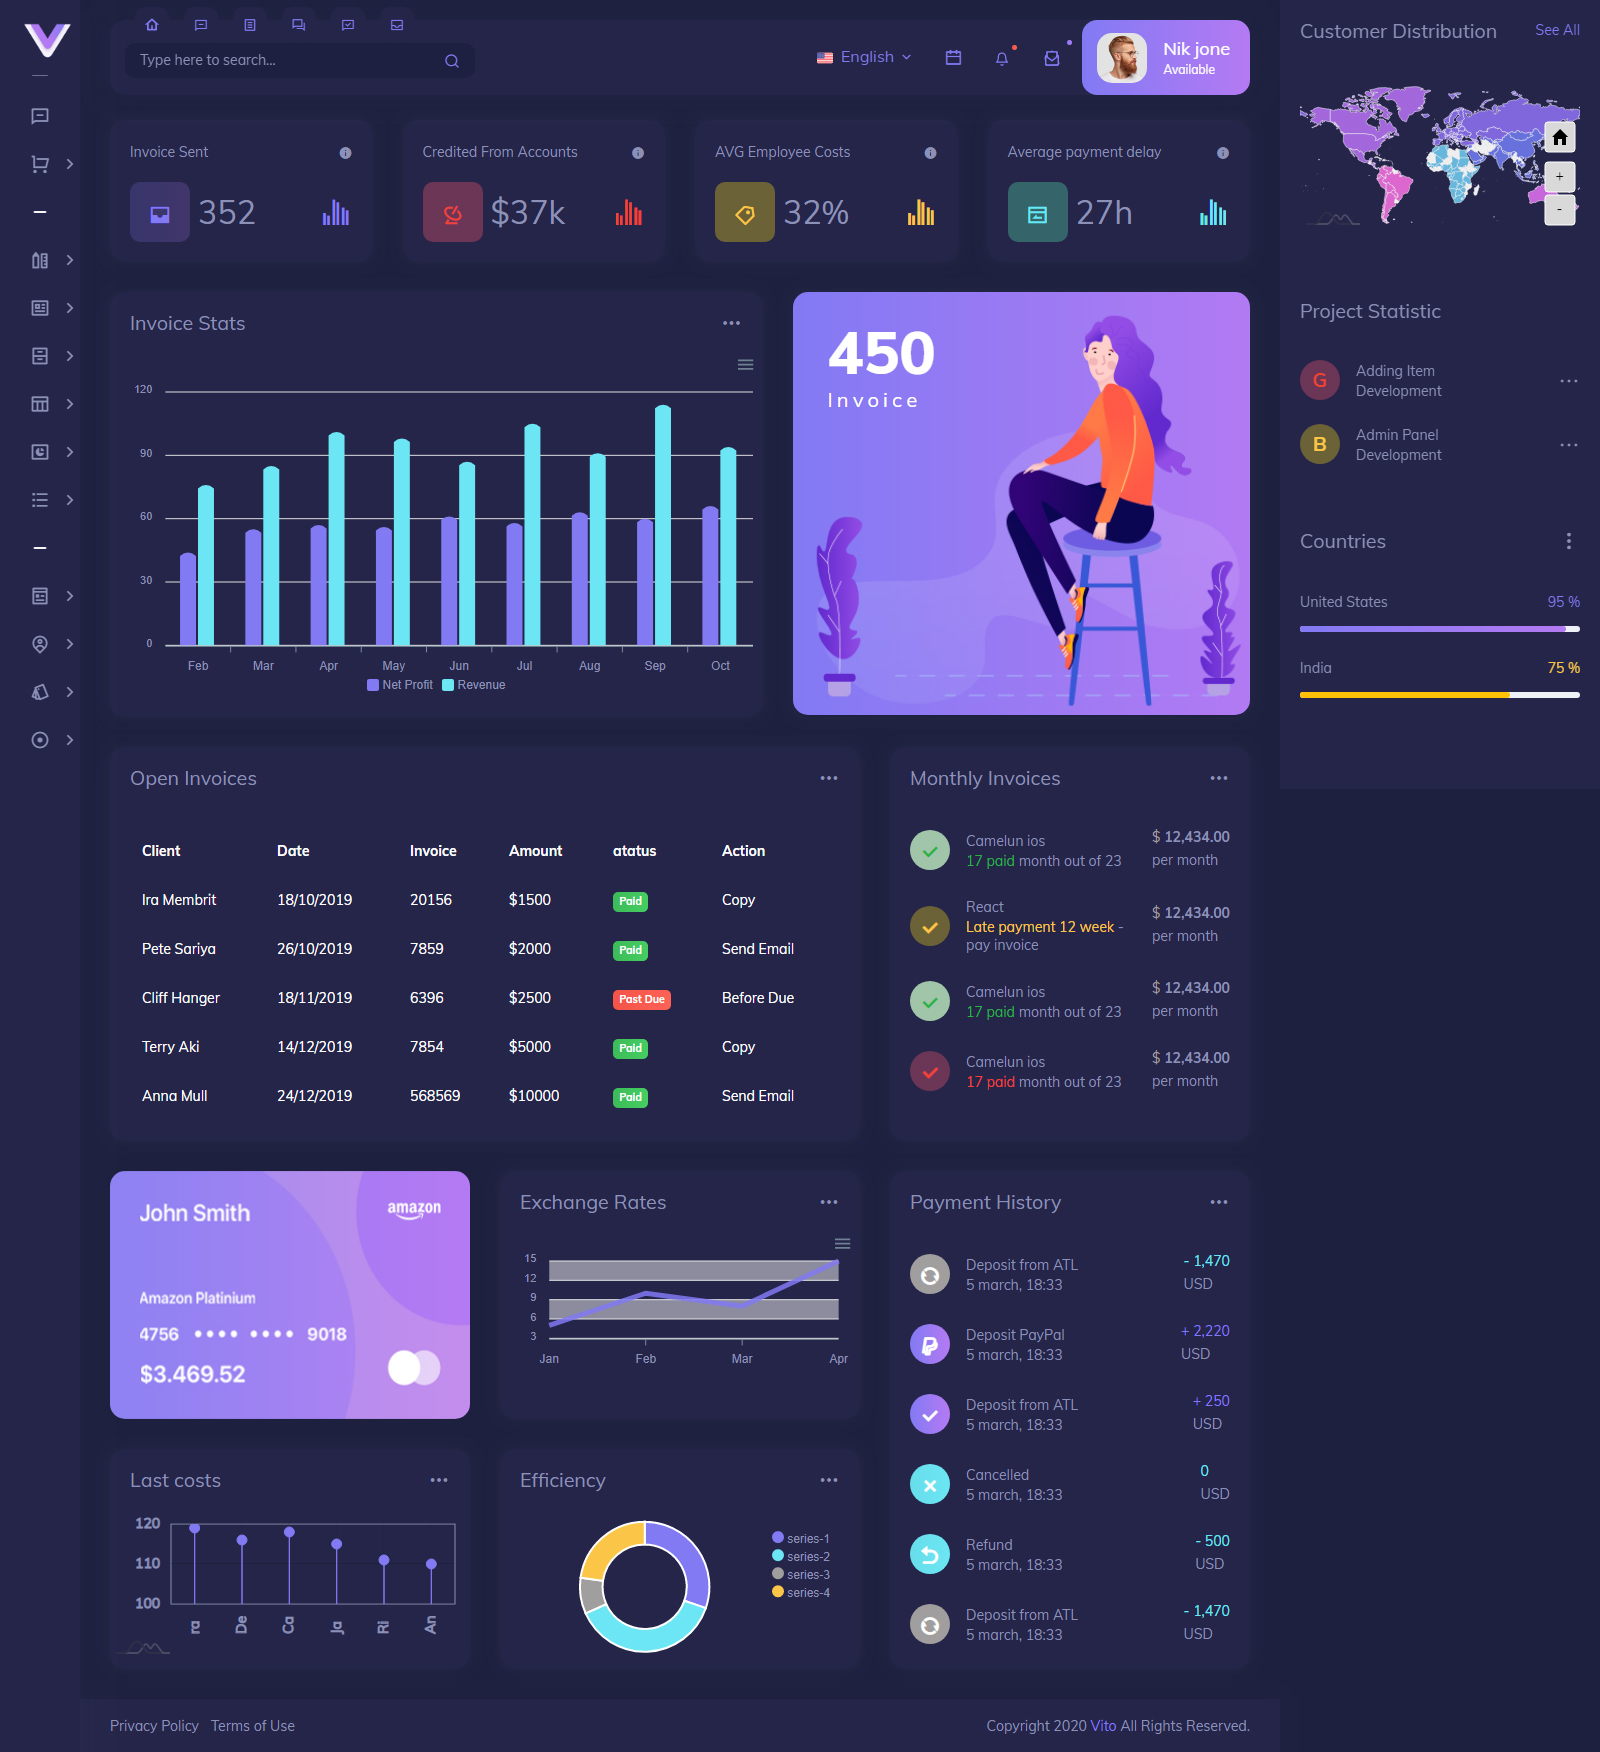 Type here to search...
English
Nik jone
Available
Invoice Sent
352
Credited From Accounts
$37k
AVG Employee Costs
32%
Average payment delay
27h
Invoice Stats
120
90
60
30
0
Feb Mar Apr May Jun Jul Aug Sep Oct
Net Profit Revenue
450
Invoice
Customer Distribution See All
+
-
Project Statistic
G
Adding Item
Development
B
Admin Panel
Development
Countries
United States 95 %
India 75 %
Open Invoices
Client Date Invoice Amount atatus Action
Ira Membrit 18/10/2019 20156 $1500 Paid Copy
Pete Sariya 26/10/2019 7859 $2000 Paid Send Email
Cliff Hanger 18/11/2019 6396 $2500 Past Due Before Due
Terry Aki 14/12/2019 7854 $5000 Paid Copy
Anna Mull 24/12/2019 568569 $10000 Paid Send Email
Monthly Invoices
Camelun ios
17 paid month out of 23
$ 12,434.00
per month
React
Late payment 12 week -
pay invoice
$ 12,434.00
per month
Camelun ios
17 paid month out of 23
$ 12,434.00
per month
Camelun ios
17 paid month out of 23
$ 12,434.00
per month
John Smith
amazon
Amazon Platinium
4756 •••• •••• 9018
$3.469.52
Exchange Rates
15
12
9
6
3
Jan Feb Mar Apr
Payment History
Deposit from ATL
5 march, 18:33
- 1,470
USD
Deposit PayPal
5 march, 18:33
+ 2,220
USD
Deposit from ATL
5 march, 18:33
+ 250
USD
Cancelled
5 march, 18:33
0
USD
Refund
5 march, 18:33
- 500
USD
Deposit from ATL
5 march, 18:33
- 1,470
USD
Last costs
120
110
100
ra De Ca Ja Ri An
Efficiency
series-1
series-2
series-3
series-4
Privacy Policy Terms of Use
Copyright 2020 Vito All Rights Reserved.